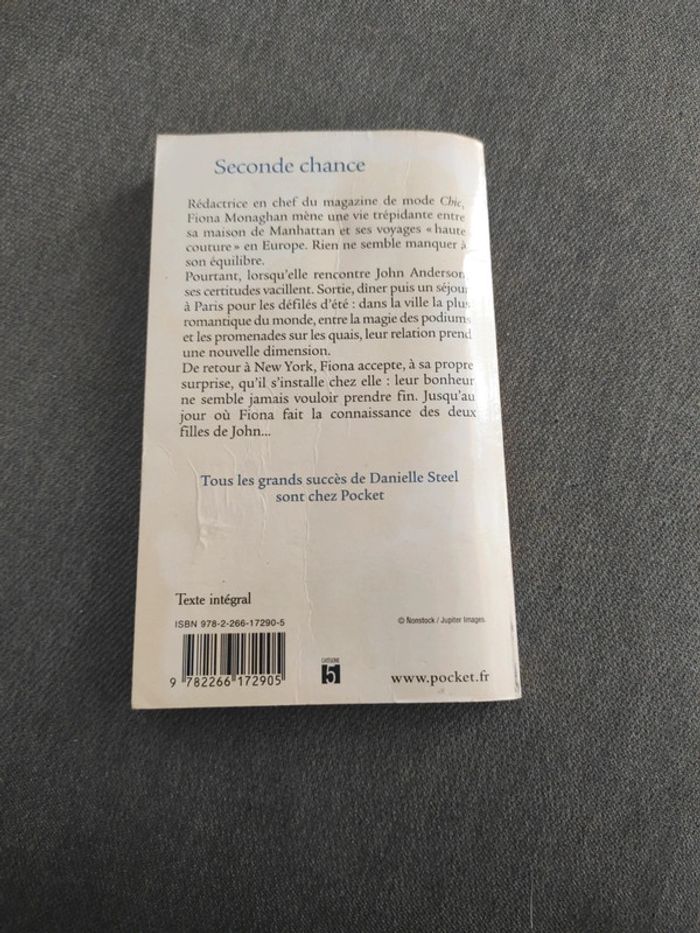 Seconde chance
Rédactrice en chef du magazine de mode Chic,
Fiona Monaghan mène une vie trépidante entre
sa maison de Manhattan et ses voyages « haute
couture » en Europe. Rien ne semble manquer à
son équilibre.
Pourtant, lorsqu'elle rencontre John Anderson,
ses certitudes vacillent. Sortie, dîner puis un séjour
à Paris pour les défilés d'été : dans la ville la plus
romantique du monde, entre la magie des podiums
et les promenades sur les quais, leur relation prend
une nouvelle dimension.
De retour à New York, Fiona accepte, à sa propre
surprise, qu'il s'installe chez elle : leur bonheur
ne semble jamais vouloir prendre fin. Jusqu'au
jour où Fiona fait la connaissance des deux
filles de John...
Tous les grands succès de Danielle Steel
sont chez Pocket
Texte intégral
ISBN 978-2-266-17290-5
© Nonstock / Jupiter Images.
9 782266 172905
CATÉGORIE
5
www.pocket.fr